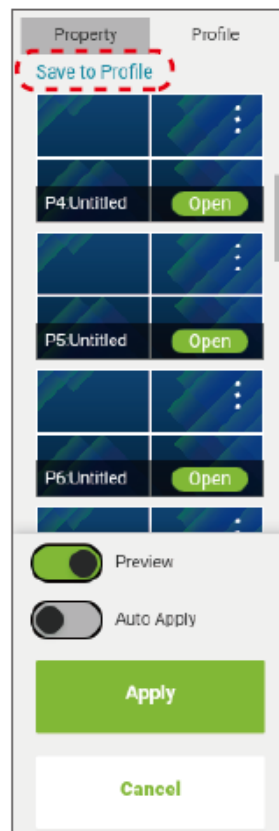 Property Profile
Save to Profile
P4:Untitled Open
P5:Untitled Open
P6:Untitled Open
Preview
Auto Apply
Apply
Cancel